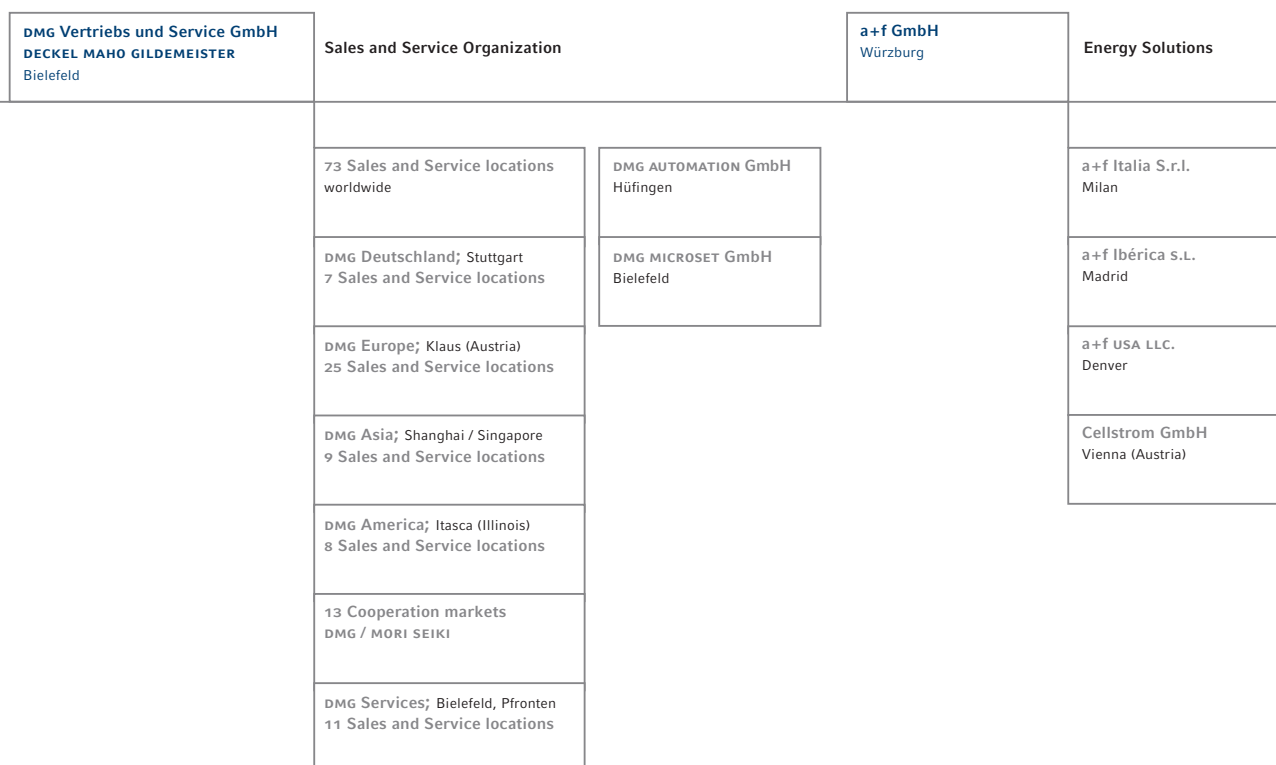 DMG Vertriebs und Service GmbH
DECKEL MAHO GILDEMEISTER
Bielefeld
Sales and Service Organization
a+f GmbH
Würzburg
Energy Solutions
73 Sales and Service locations
worldwide
DMG Deutschland; Stuttgart
7 Sales and Service locations
DMG Europe; Klaus (Austria)
25 Sales and Service locations
DMG Asia; Shanghai / Singapore
9 Sales and Service locations
DMG America; Itasca (Illinois)
8 Sales and Service locations
13 Cooperation markets
DMG / MORI SEIKI
DMG Services; Bielefeld, Pfronten
11 Sales and Service locations
DMG AUTOMATION GmbH
Hüfingen
DMG MICROSET GmbH
Bielefeld
a+f Italia S.r.l.
Milan
a+f Ibérica S.L.
Madrid
a+f USA LLC.
Denver
Cellstrom GmbH
Vienna (Austria)